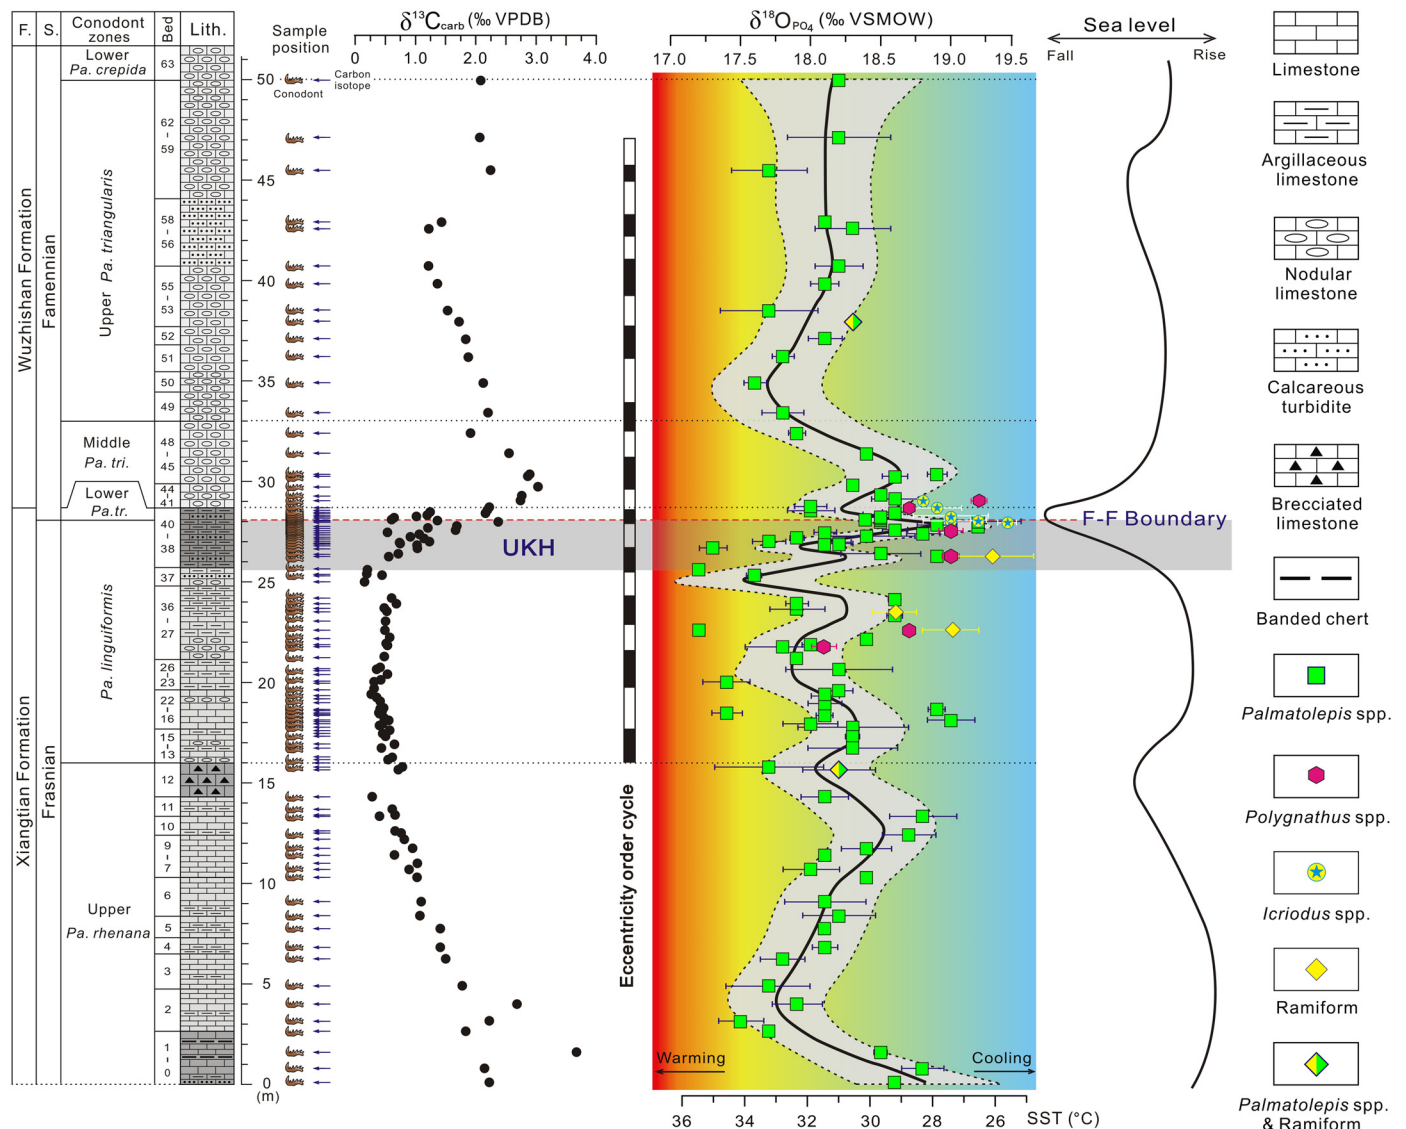 F.
S.
Conodont
zones
Bed
Lith.
Sample
position
δ¹³Ccarb (‰ VPDB)
0 1.0 2.0 3.0 4.0
Carbon
isotope
Conodont
δ¹⁸OPO₄ (‰ VSMOW)
17.0 17.5 18.0 18.5 19.0 19.5
Sea level
Fall
Rise
Wuzhishan Formation
Xiangtian Formation
Famennian
Frasnian
Lower
Pa. crepida
Upper Pa. triangularis
Middle
Pa. tri.
Lower
Pa.tr.
Pa. linguiformis
Upper
Pa. rhenana
63
62
59
58
56
55
53
52
51
50
49
48
45
44
41
40
38
37
36
27
26
23
22
16
15
13
12
11
10
9
7
6
5
4
3
2
1
0
50
45
40
35
30
25
20
15
10
5
0
(m)
UKH
F-F Boundary
Eccentricity order cycle
Warming
Cooling
36 34 32 30 28 26 SST (°C)
Limestone
Argillaceous
limestone
Nodular
limestone
Calcareous
turbidite
Brecciated
limestone
Banded chert
Palmatolepis spp.
Polygnathus spp.
Icriodus spp.
Ramiform
Palmatolepis spp.
& Ramiform